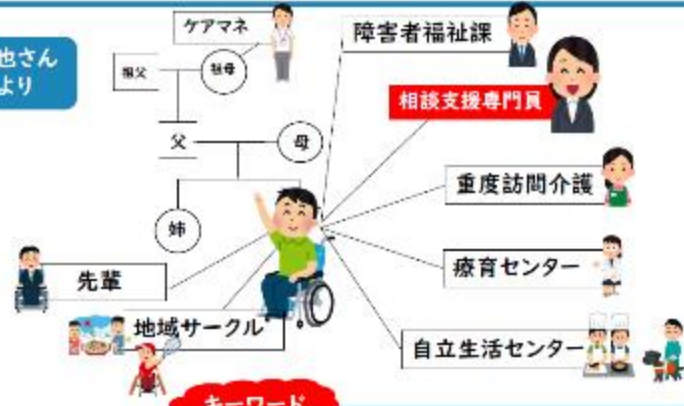 ケアマネ
也さん
より
祖父
祖母
父
母
姉
先輩
地域サークル
障害者福祉課
相談支援専門員
重度訪問介護
療育センター
自立生活センター
キーワード